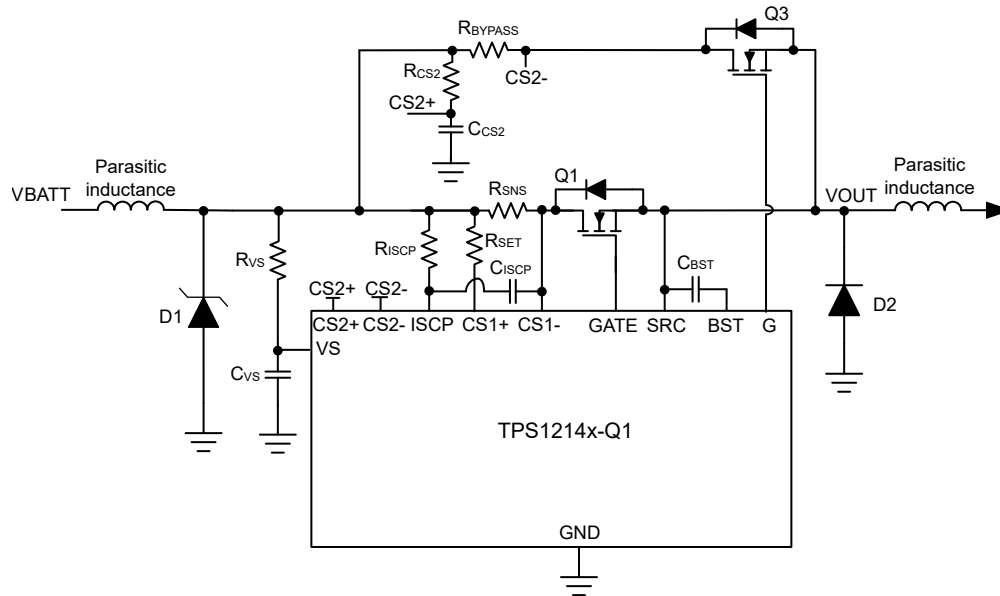 Q3
RBYPASS
RCS2
CS2-
CS2+
CCS2
Parasitic
inductance
Parasitic
inductance
VBATT
RSNS
Q1
VOUT
RVS
RISCP
RSET
CISCP
CBST
CS2+
CS2-
D1
D2
CS2+
CS2-
ISCP
CS1+
CS1-
GATE
SRC
BST
G
VS
CVS
TPS1214x-Q1
GND